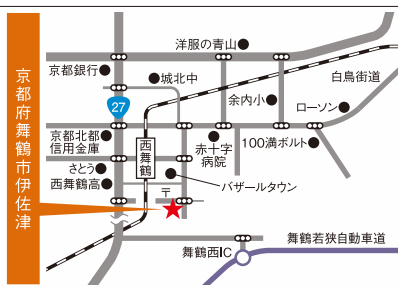 京都府舞鶴市伊佐津
洋服の青山
京都銀行
城北中
白鳥街道
27
余内小
ローソン
京都北都
信用金庫
西舞鶴
赤十字
病院
100満ボルト
さとう
西舞鶴高
バザールタウン
〒
舞鶴西IC
舞鶴若狭自動車道